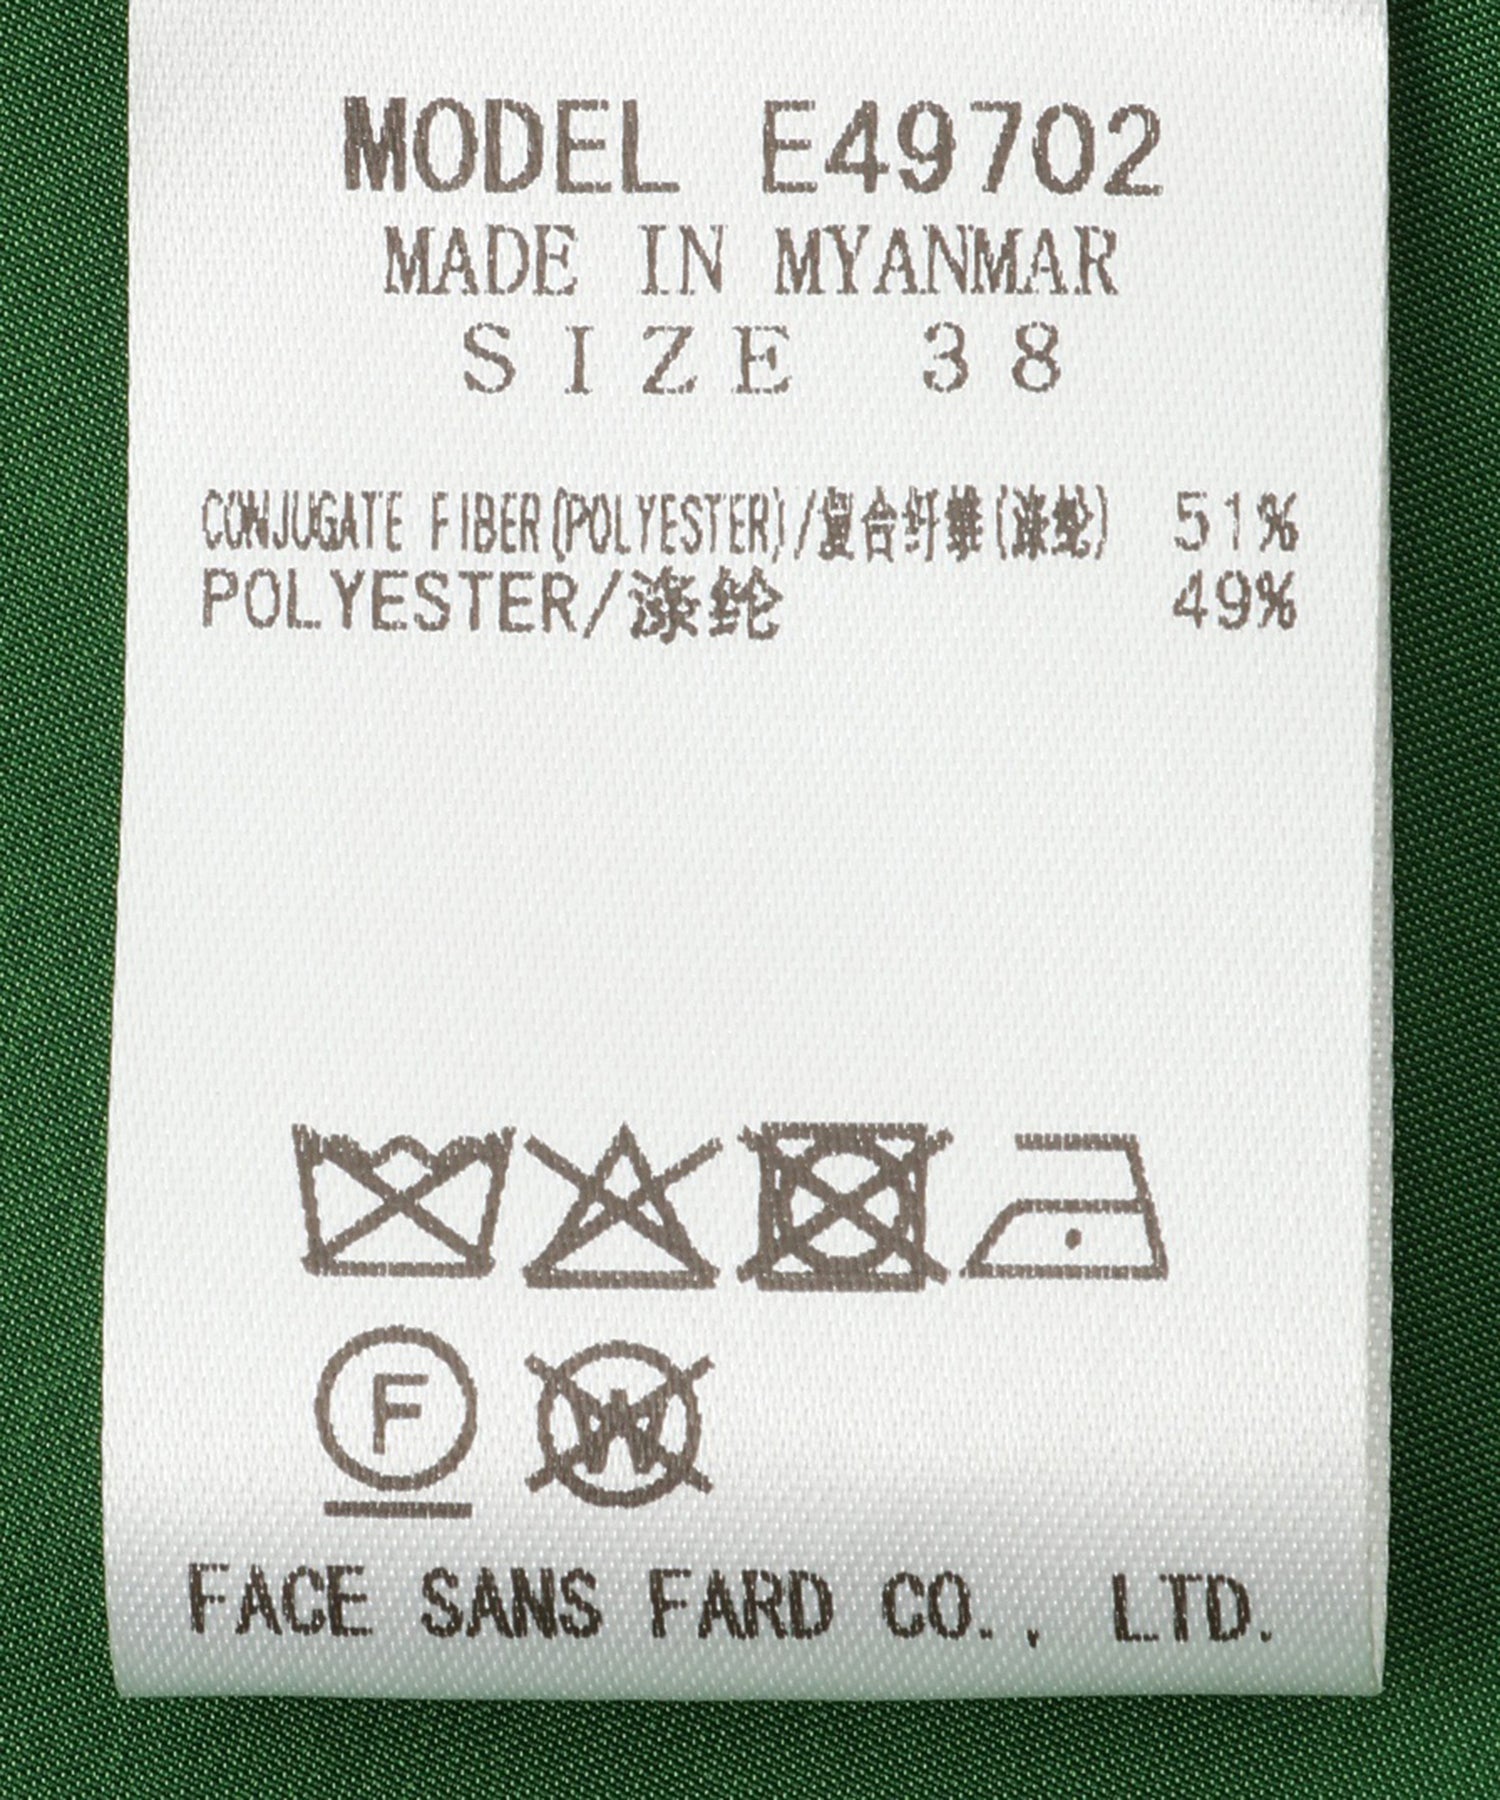 MODEL E49702
MADE IN MYANMAR
SIZE 38
CONJUGATE FIBER(POLYESTER)/复合纤维(涤纶) 51%
POLYESTER/涤纶 49%
F
W
FACE SANS FARD CO., LTD.